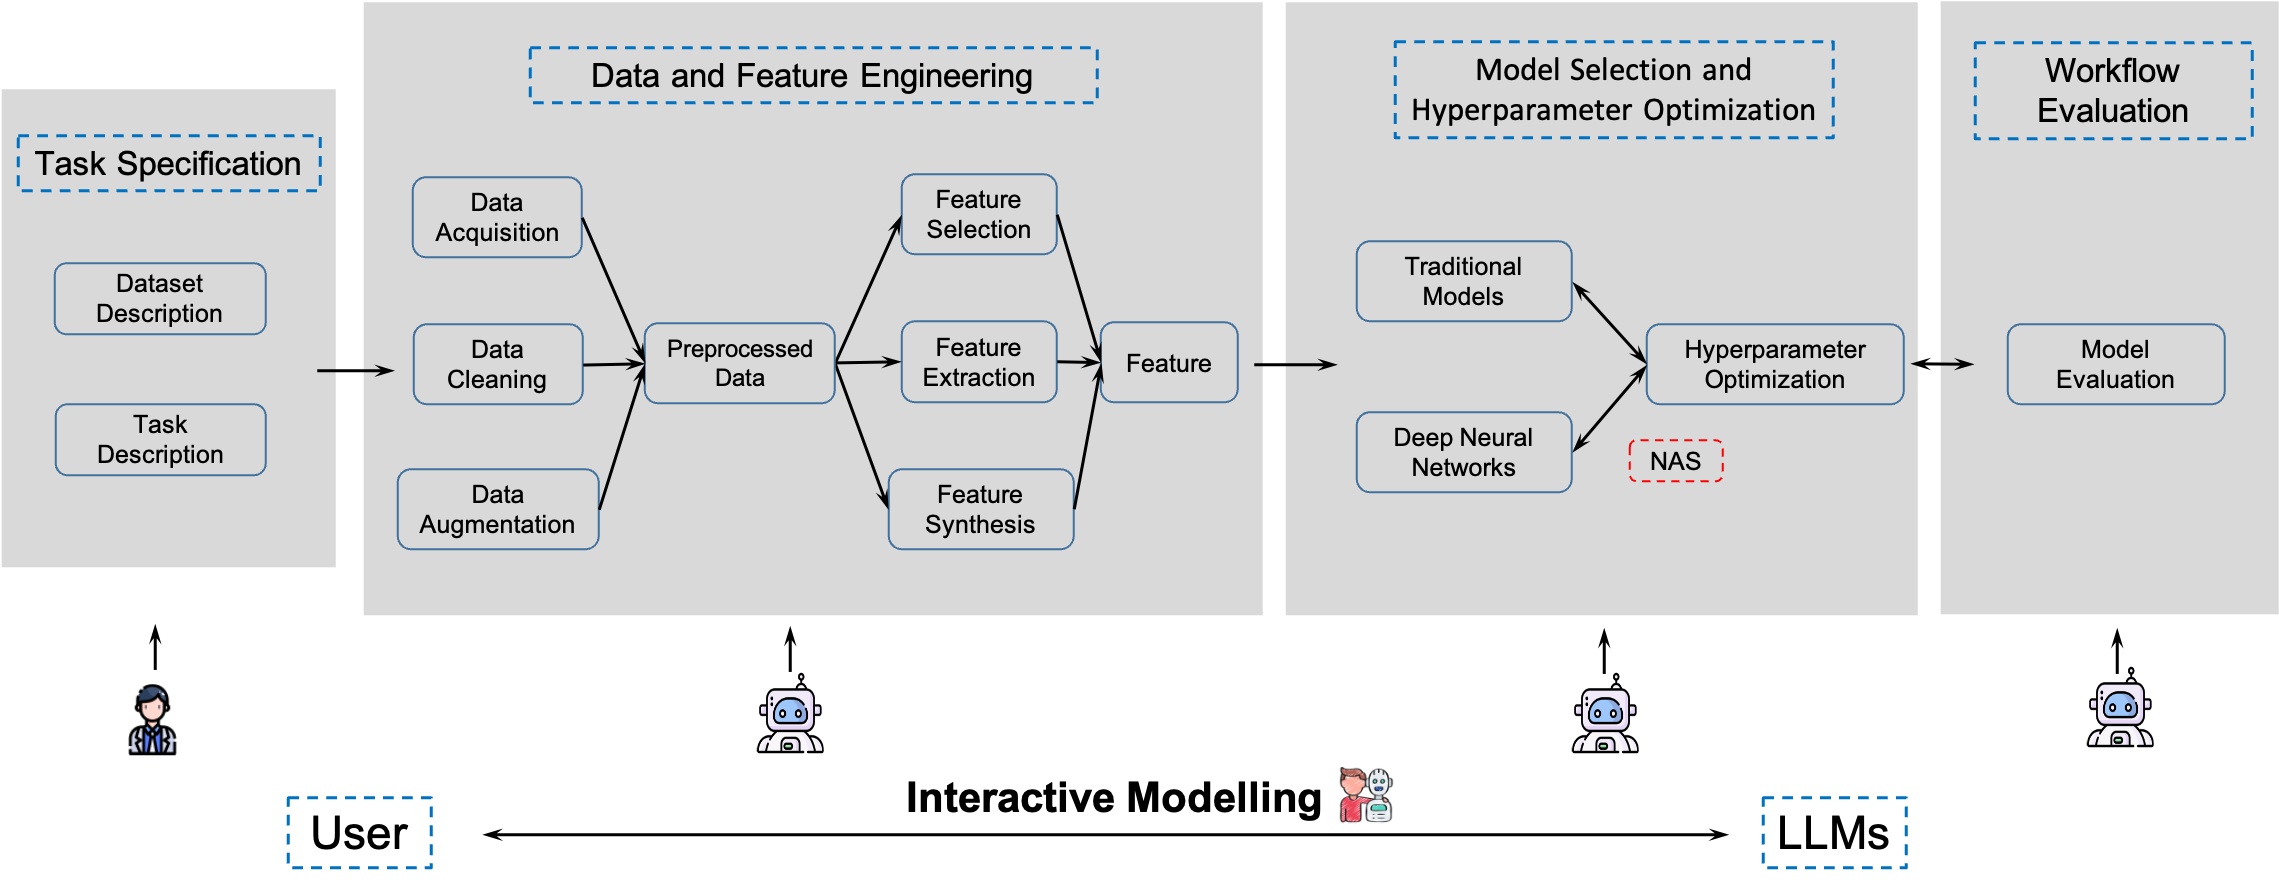 Task Specification
Dataset
Description
Task
Description
Data and Feature Engineering
Data
Acquisition
Data
Cleaning
Data
Augmentation
Preprocessed
Data
Feature
Selection
Feature
Extraction
Feature
Synthesis
Feature
Model Selection and
Hyperparameter Optimization
Traditional
Models
Deep Neural
Networks
Hyperparameter
Optimization
NAS
Workflow
Evaluation
Model
Evaluation
Interactive Modelling
User
LLMs